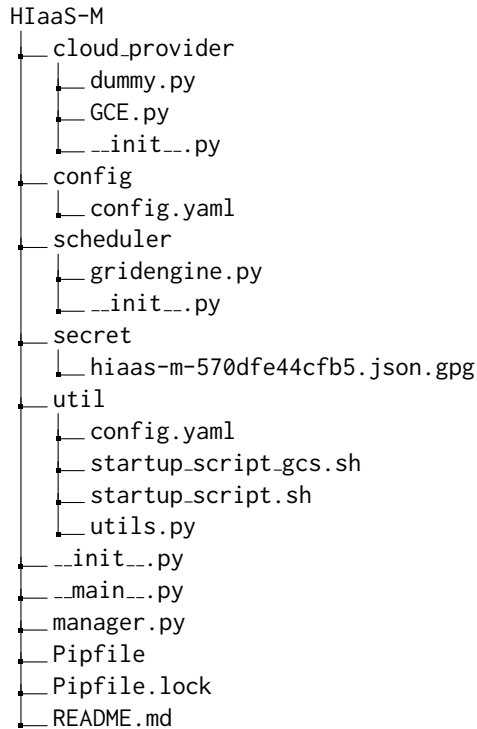 HIaaS-M
cloud_provider
dummy.py
GCE.py
__init__.py
config
config.yaml
scheduler
gridengine.py
__init__.py
secret
hiaas-m-570dfe44cfb5.json.gpg
util
config.yaml
startup_script_gcs.sh
startup_script.sh
utils.py
__init__.py
__main__.py
manager.py
Pipfile
Pipfile.lock
README.md